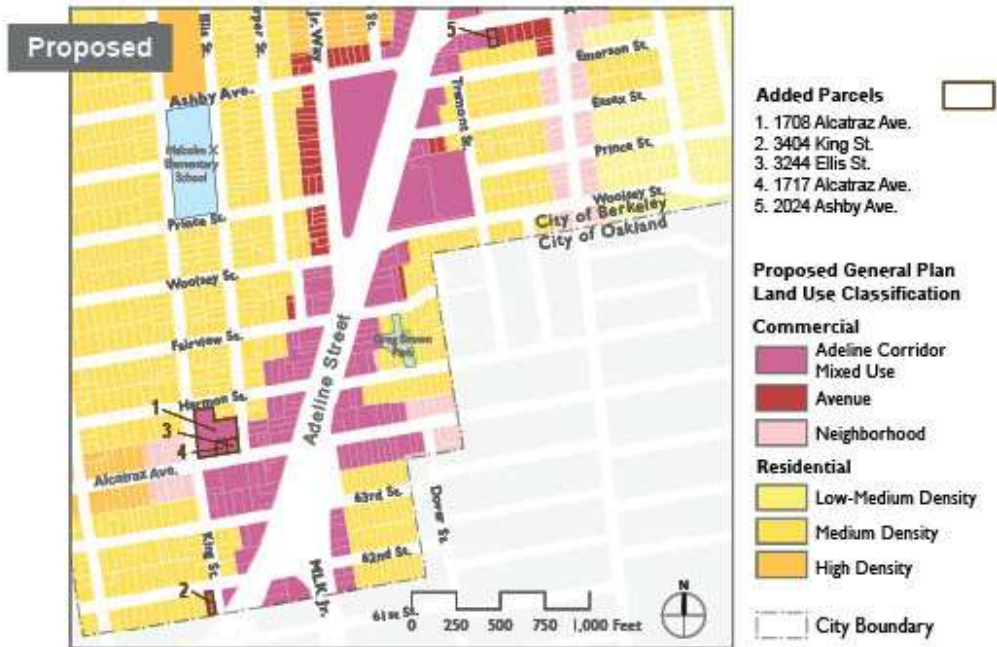 Proposed
Ellis St.
Jr. Way
St.
5
Emerson St.
Ashby Ave.
Tremont St.
Essex St.
Malcolm X
Elementary
School
Prince St.
Prince St.
Woolsey St.
City of Berkeley
City of Oakland
Woolsey St.
Fairview St.
Adeline Street
Greg Brown
Park
Harmon St.
1
3
4
Alcatrax Ave.
63rd St.
Dover St.
King St.
62nd St.
2
MLK Jr.
61st St.
N
0 250 500 750 1,000 Feet
Added Parcels
1. 1708 Alcatraz Ave.
2. 3404 King St.
3. 3244 Ellis St.
4. 1717 Alcatraz Ave.
5. 2024 Ashby Ave.
Proposed General Plan
Land Use Classification
Commercial
Adeline Corridor
Mixed Use
Avenue
Neighborhood
Residential
Low-Medium Density
Medium Density
High Density
City Boundary